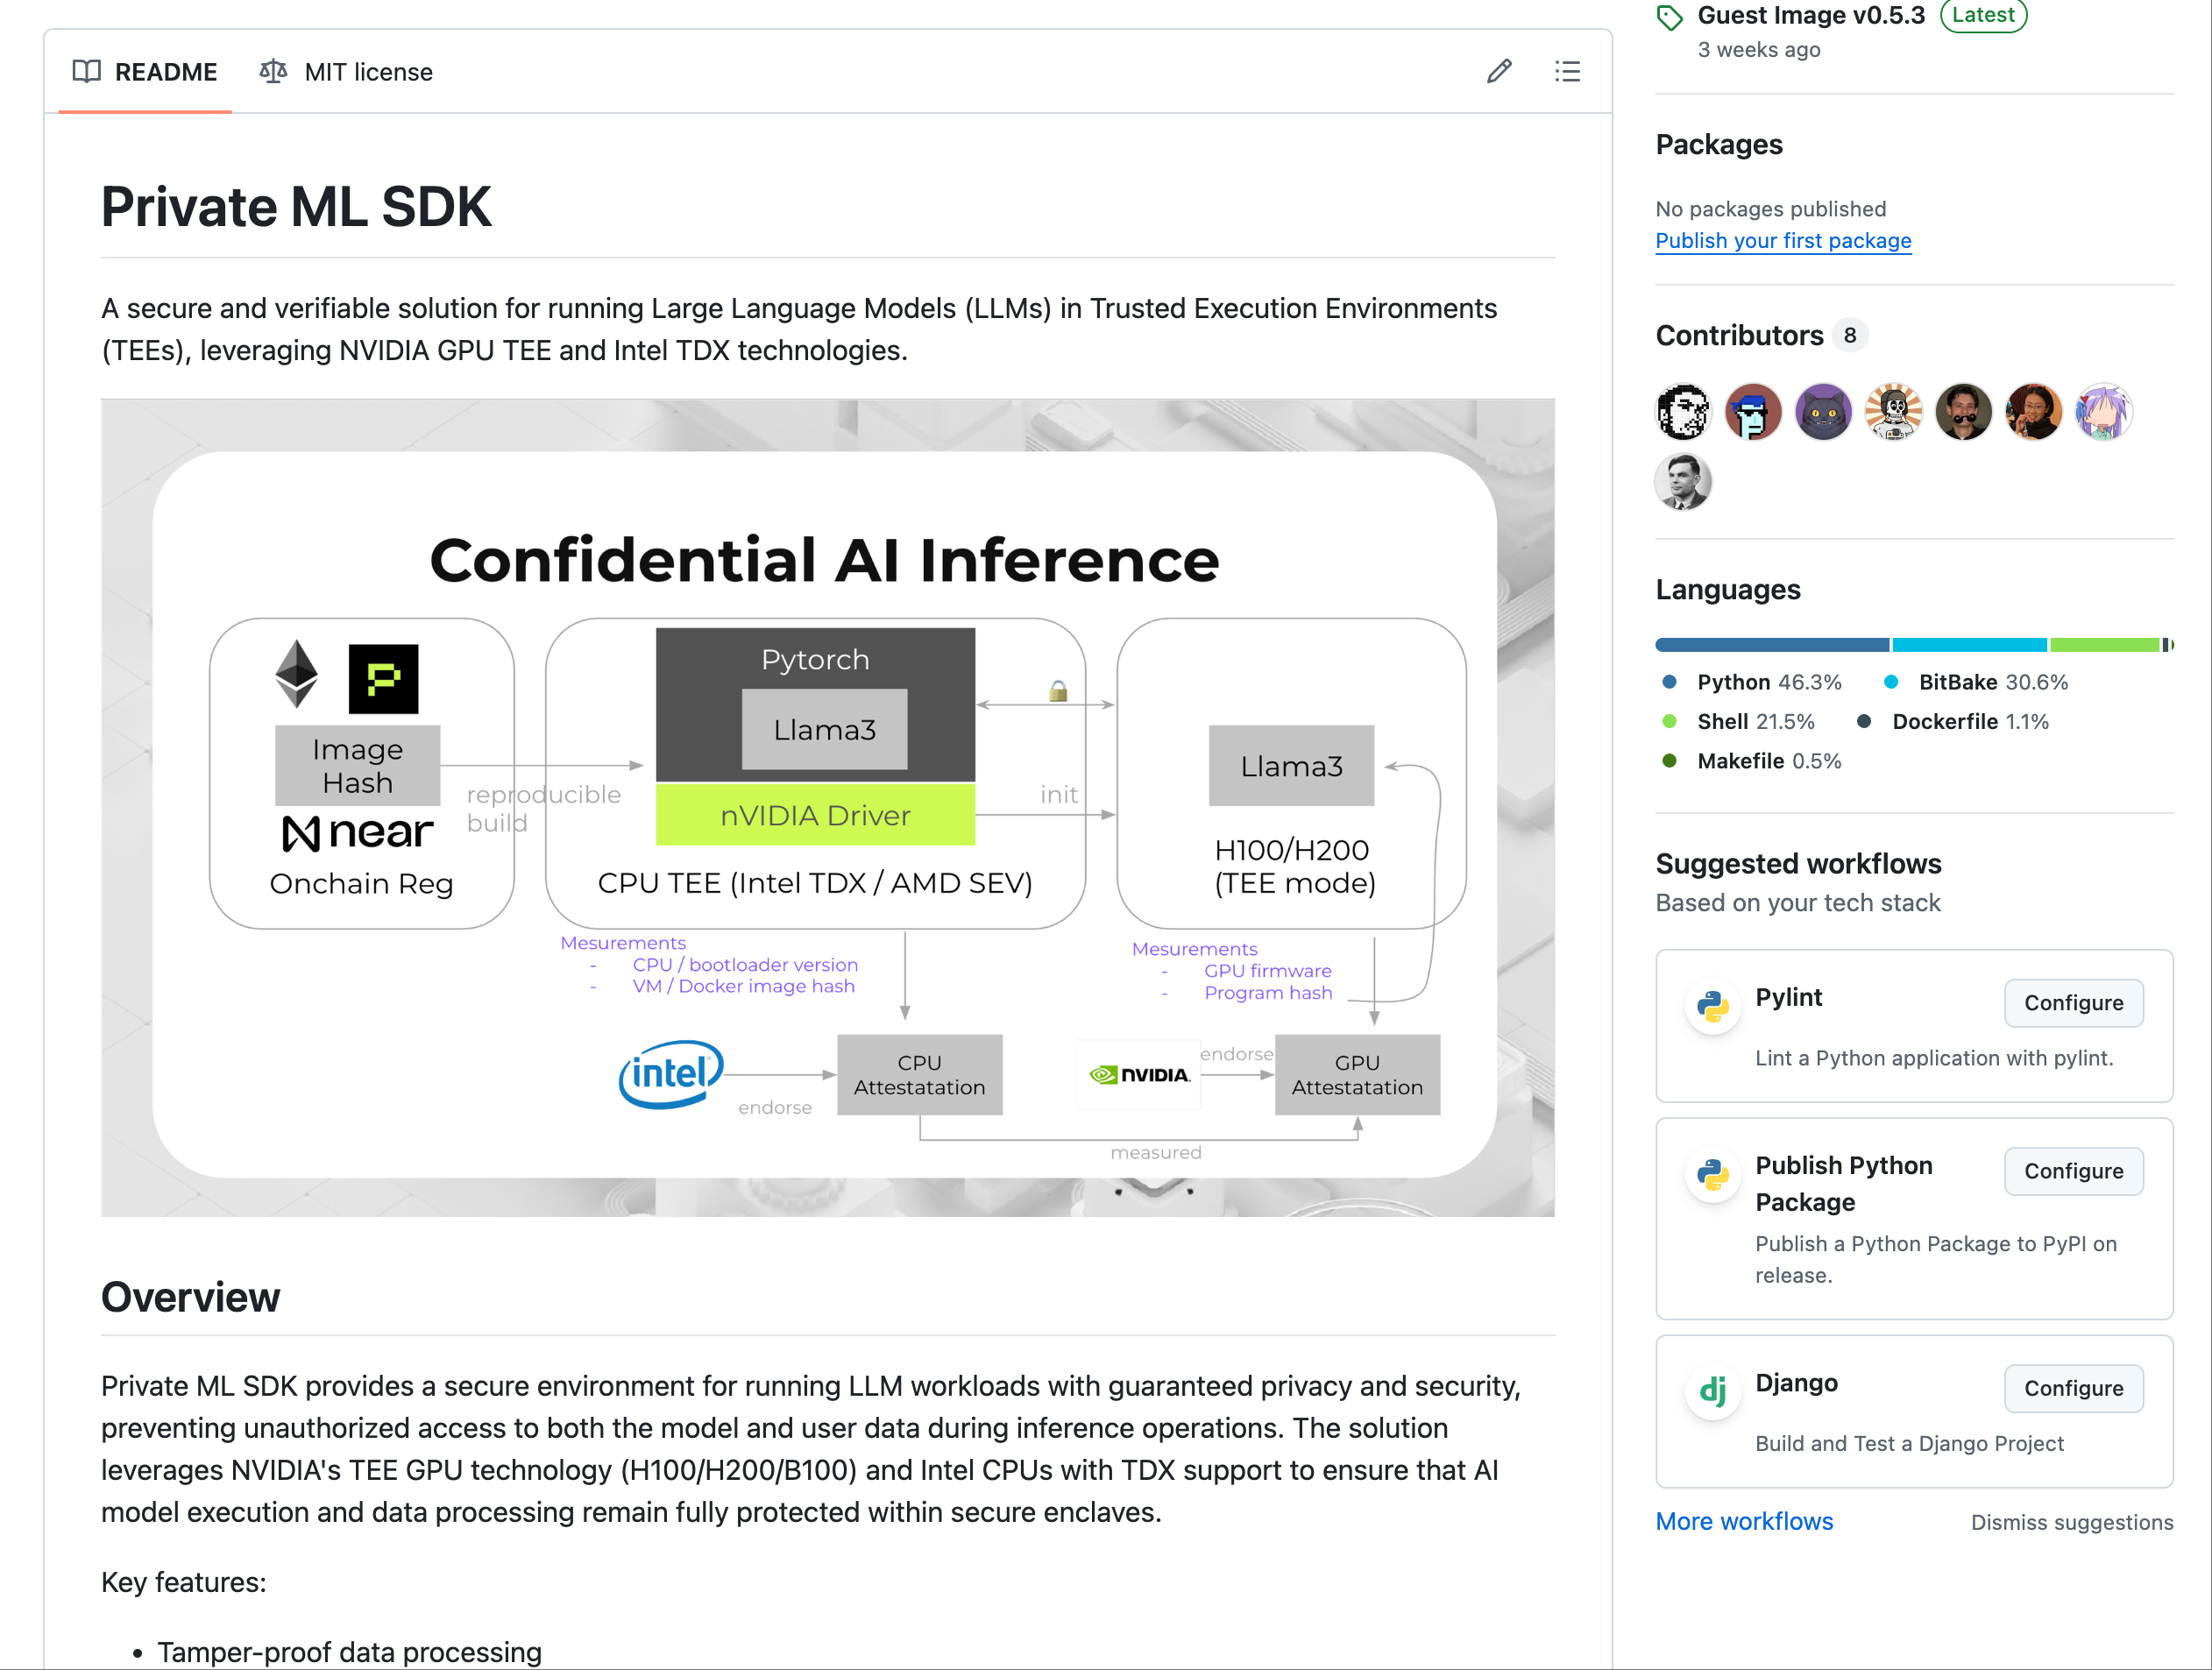 README
MIT license
Private ML SDK
A secure and verifiable solution for running Large Language Models (LLMs) in Trusted Execution Environments
(TEEs), leveraging NVIDIA GPU TEE and Intel TDX technologies.
Confidential AI Inference
Image
Hash
near
Onchain Reg
reproducible
build
Pytorch
Llama3
nVIDIA Driver
CPU TEE (Intel TDX / AMD SEV)
init
Llama3
H100/H200
(TEE mode)
Mesurements
- CPU / bootloader version
- VM / Docker image hash
Mesurements
- GPU firmware
- Program hash
intel
endorse
CPU
Attestatation
NVIDIA
endorse
GPU
Attestatation
measured
Overview
Private ML SDK provides a secure environment for running LLM workloads with guaranteed privacy and security,
preventing unauthorized access to both the model and user data during inference operations. The solution
leverages NVIDIA's TEE GPU technology (H100/H200/B100) and Intel CPUs with TDX support to ensure that AI
model execution and data processing remain fully protected within secure enclaves.
Key features:
• Tamper-proof data processing
Guest Image v0.5.3 Latest
3 weeks ago
Packages
No packages published
Publish your first package
Contributors 8
Languages
Python 46.3% BitBake 30.6%
Shell 21.5% Dockerfile 1.1%
Makefile 0.5%
Suggested workflows
Based on your tech stack
Pylint
Configure
Lint a Python application with pylint.
Publish Python
Package
Configure
Publish a Python Package to PyPI on
release.
dj
Django
Configure
Build and Test a Django Project
More workflows
Dismiss suggestions